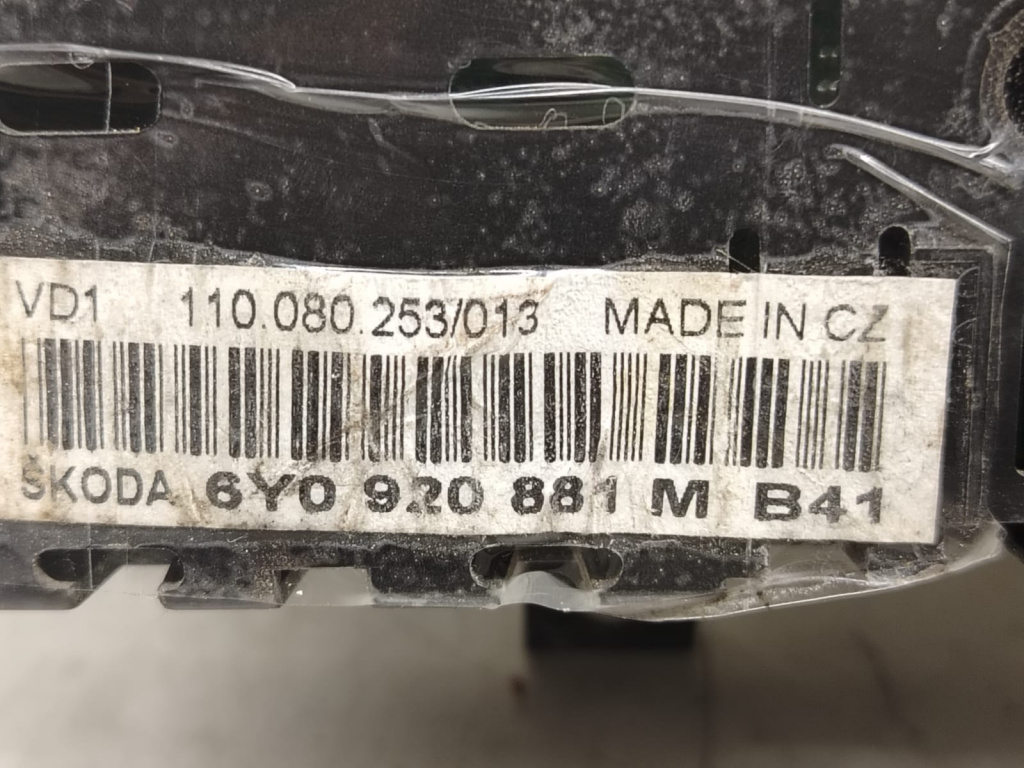 VD1 110.080.253/013 MADE IN CZ
ŠKODA 6Y0 920 881 M B41